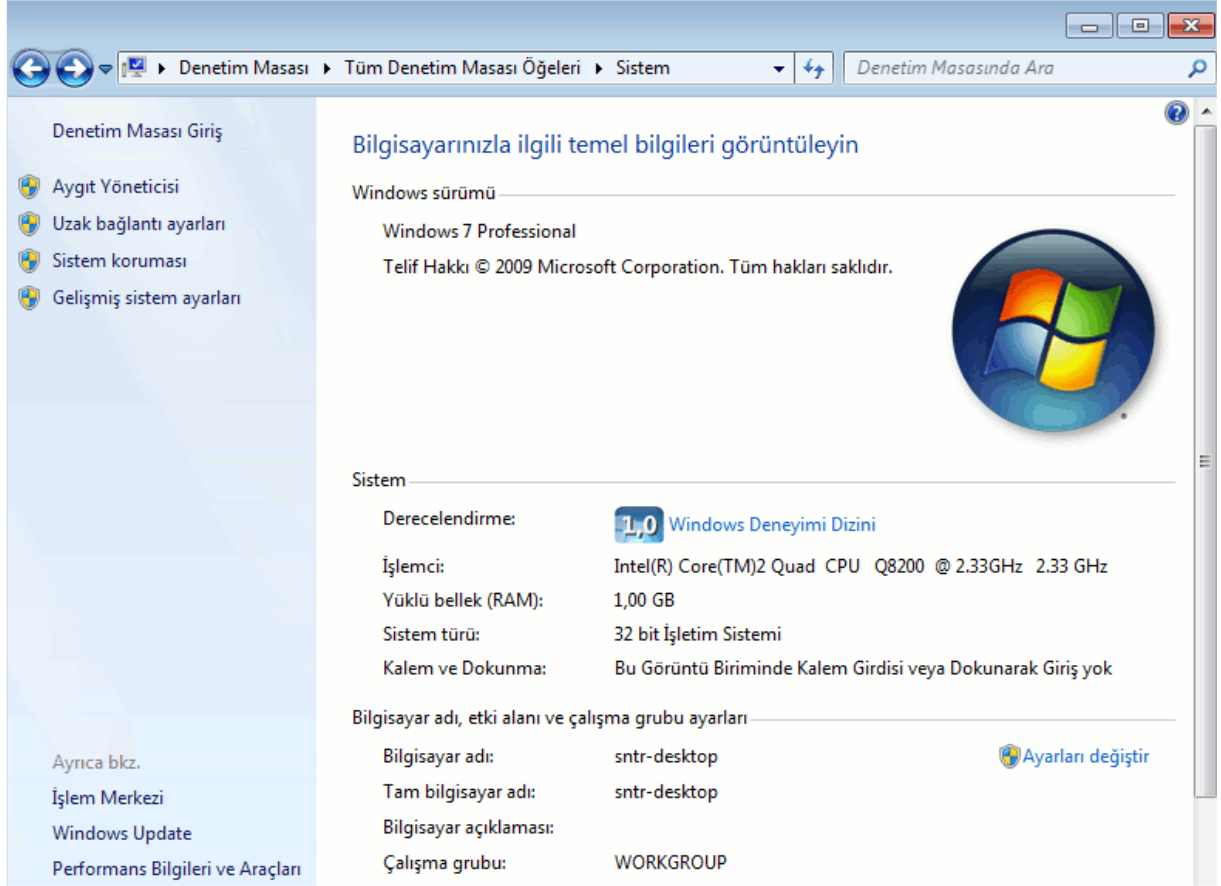 Denetim Masası Tüm Denetim Masası Öğeleri Sistem Denetim Masasında Ara
Denetim Masası Giriş
Aygıt Yöneticisi
Uzak bağlantı ayarları
Sistem koruması
Gelişmiş sistem ayarları
Bilgisayarınızla ilgili temel bilgileri görüntüleyin
Windows sürümü
Windows 7 Professional
Telif Hakkı © 2009 Microsoft Corporation. Tüm hakları saklıdır.
Sistem
Derecelendirme: 1,0 Windows Deneyimi Dizini
İşlemci: Intel(R) Core(TM)2 Quad CPU Q8200 @ 2.33GHz 2.33 GHz
Yüklü bellek (RAM): 1,00 GB
Sistem türü: 32 bit İşletim Sistemi
Kalem ve Dokunma: Bu Görüntü Biriminde Kalem Girdisi veya Dokunarak Giriş yok
Bilgisayar adı, etki alanı ve çalışma grubu ayarları
Bilgisayar adı: sntr-desktop Ayarları değiştir
Tam bilgisayar adı: sntr-desktop
Bilgisayar açıklaması:
Çalışma grubu: WORKGROUP
Ayrıca bkz.
İşlem Merkezi
Windows Update
Performans Bilgileri ve Araçları